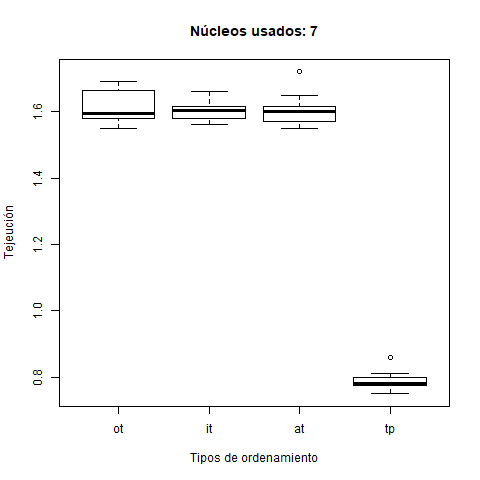 Núcleos usados: 7
Tejeución
1.6
1.4
1.2
1.0
0.8
ot it at tp
Tipos de ordenamiento